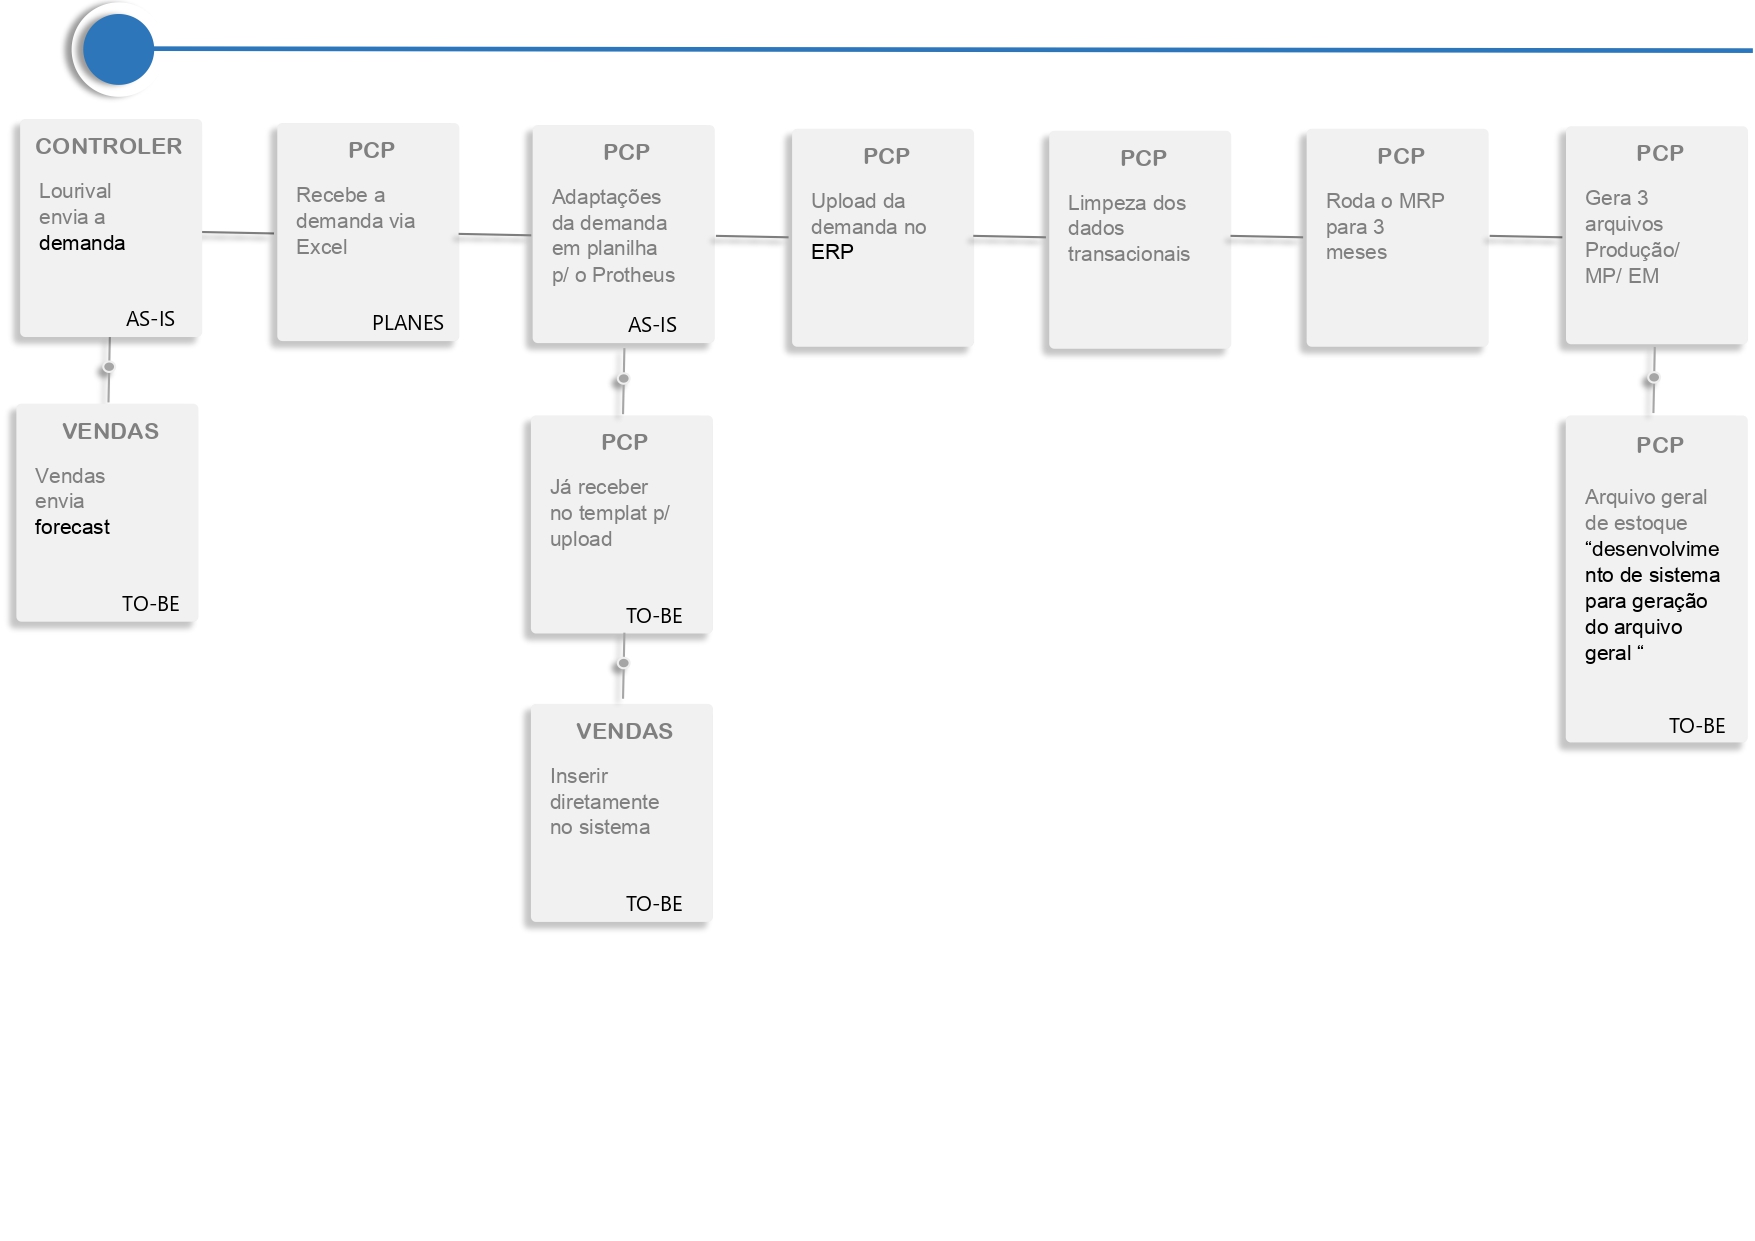 CONTROLER
Lourival
envia a
demanda
AS-IS
PCP
Recebe a
demanda via
Excel
PLANES
PCP
Adaptações
da demanda
em planilha
p/ o Protheus
AS-IS
PCP
Upload da
demanda no
ERP
PCP
Limpeza dos
dados
transacionais
PCP
Roda o MRP
para 3
meses
PCP
Gera 3
arquivos
Produção/
MP/ EM
VENDAS
Vendas
envia
forecast
TO-BE
PCP
Já receber
no templat p/
upload
TO-BE
PCP
Arquivo geral
de estoque
“desenvolvime
nto de sistema
para geração
do arquivo
geral “
TO-BE
VENDAS
Inserir
diretamente
no sistema
TO-BE